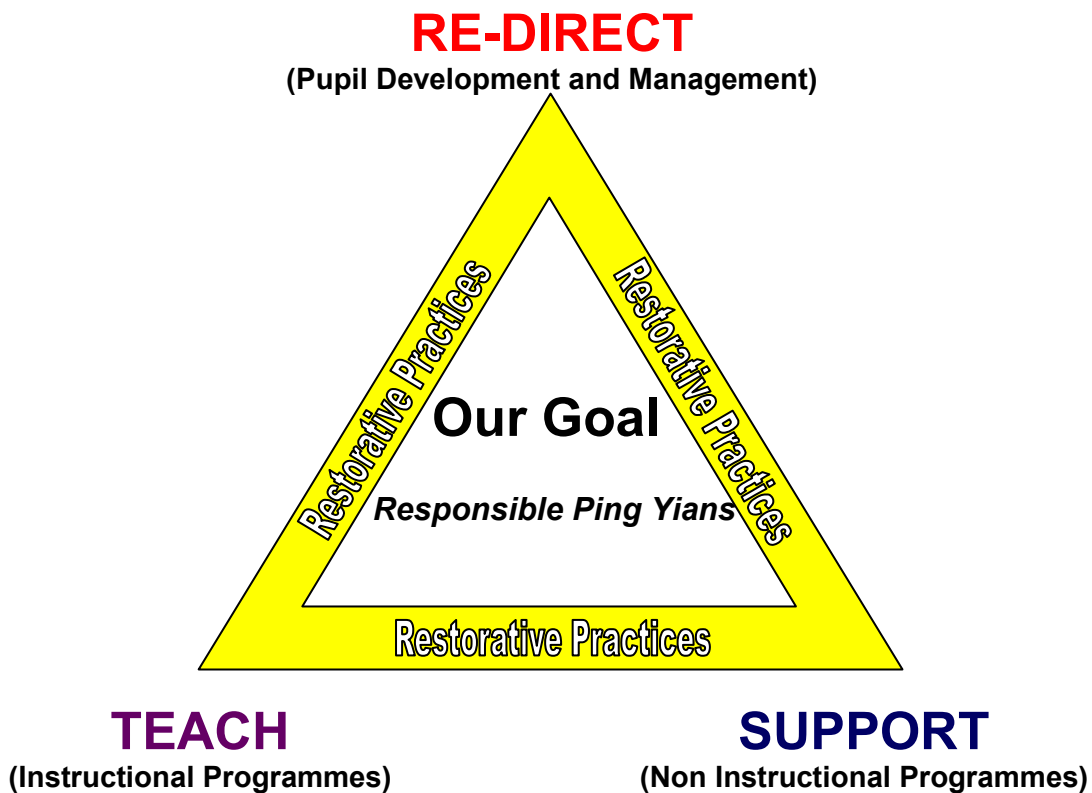 RE-DIRECT
(Pupil Development and Management)
Restorative Practices
Restorative Practices
Our Goal
Responsible Ping Yians
Restorative Practices
TEACH
(Instructional Programmes)
SUPPORT
(Non Instructional Programmes)